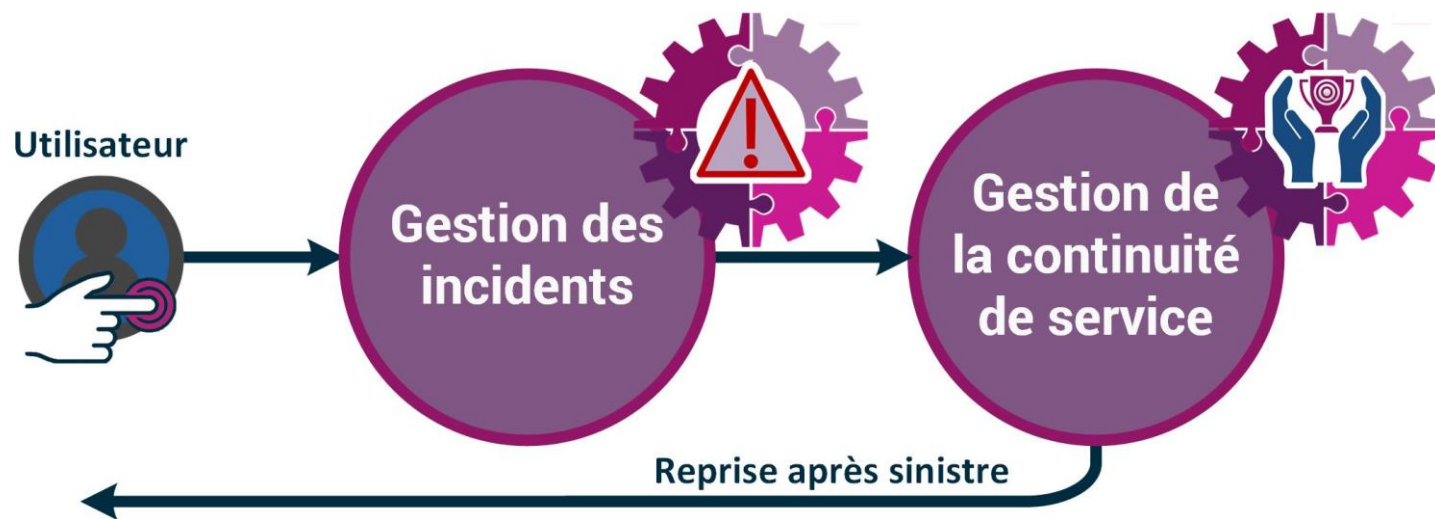 Utilisateur
Gestion des
incidents
Gestion de
la continuité
de service
Reprise après sinistre